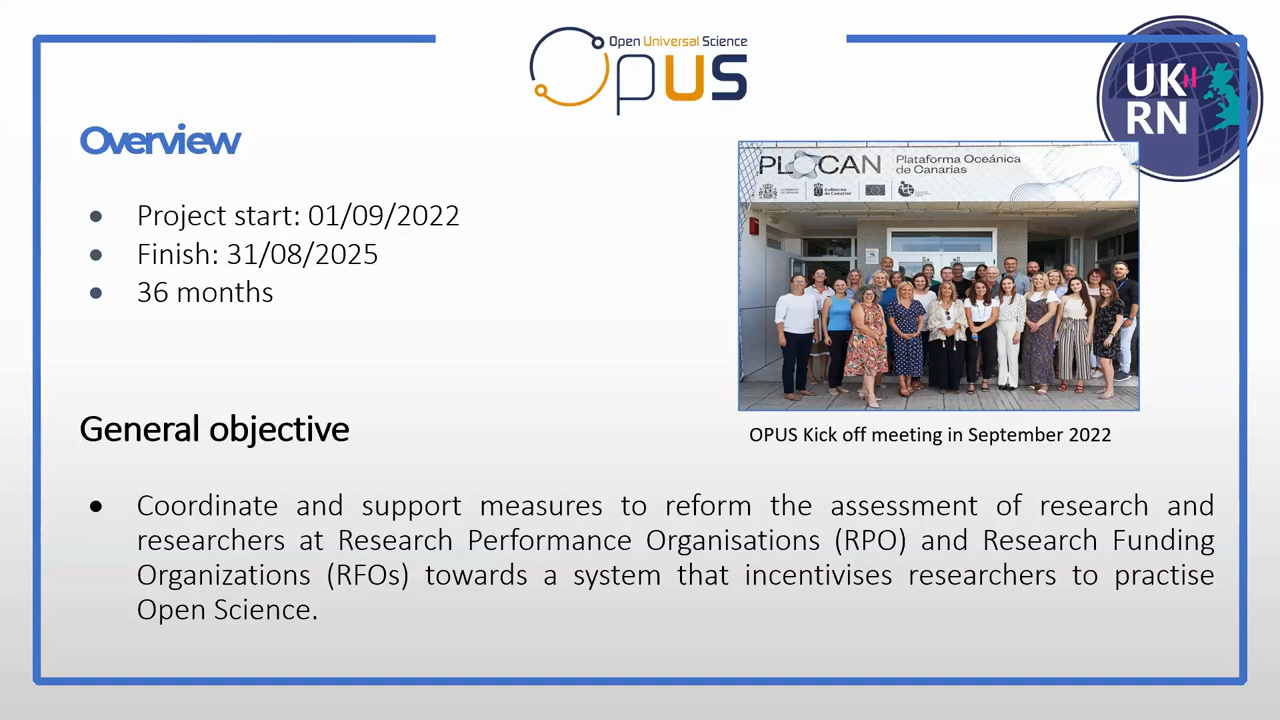 Open Universal Science
OpUS
UK
RN
Overview
● Project start: 01/09/2022
● Finish: 31/08/2025
● 36 months
PLOCAN
Plataforma Oceánica
de Canarias
OPUS Kick off meeting in September 2022
General objective
● Coordinate and support measures to reform the assessment of research and
researchers at Research Performance Organisations (RPO) and Research Funding
Organizations (RFOs) towards a system that incentivises researchers to practise
Open Science.